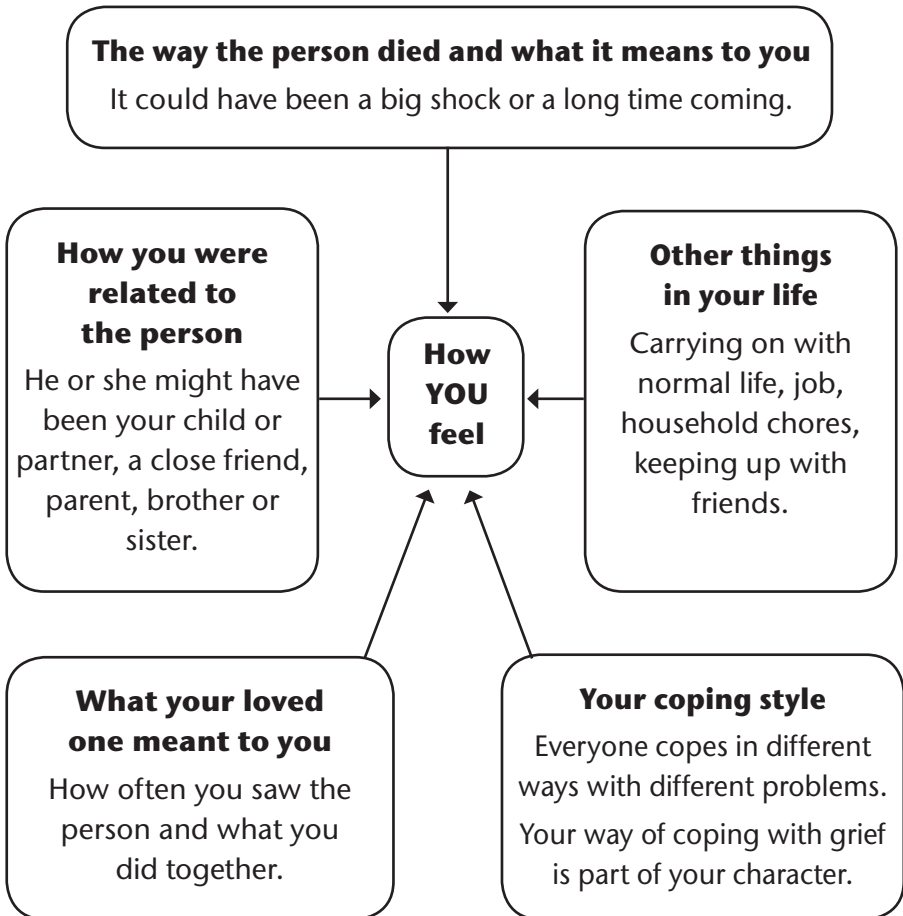 The way the person died and what it means to you
It could have been a big shock or a long time coming.
How you were
related to
the person
He or she might have
been your child or
partner, a close friend,
parent, brother or
sister.
How
YOU
feel
Other things
in your life
Carrying on with
normal life, job,
household chores,
keeping up with
friends.
What your loved
one meant to you
How often you saw the
person and what you
did together.
Your coping style
Everyone copes in different
ways with different problems.
Your way of coping with grief
is part of your character.